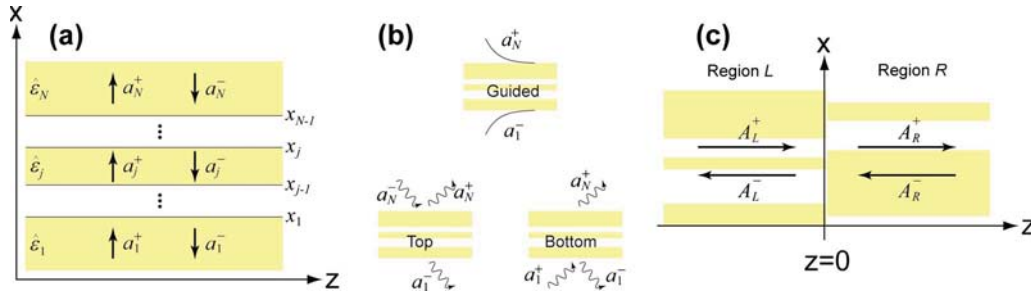 (a)
x
ε̂_N
a_N^+
a_N^-
x_{N-1}
x_j
ε̂_j
a_j^+
a_j^-
x_{j-1}
x_1
ε̂_1
a_1^+
a_1^-
z
(b)
a_N^+
Guided
a_1^-
a_N^-
a_N^+
Top
a_1^-
a_N^+
Bottom
a_1^+
a_1^-
(c)
x
Region L
Region R
A_L^+
A_R^+
A_L^-
A_R^-
z
z=0